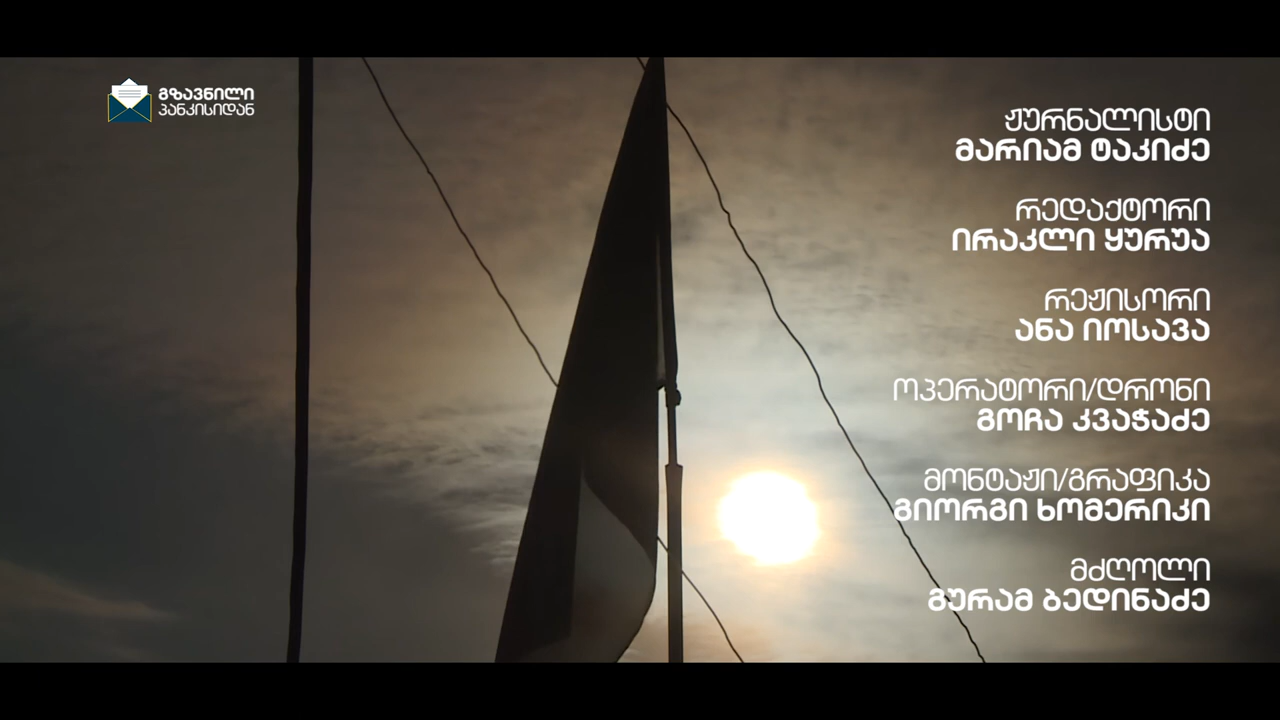 გზავნილი
პანკისიდან
ჟურნალისტი
მარიამ ტაკიძე
რედაქტორი
ირაკლი ყურუა
რეჟისორი
ანა იოსავა
ოპერატორი/დრონი
გოჩა კვაჭაძე
მონტაჟი/გრაფიკა
გიორგი ხომერიკი
მძღოლი
გურამ ბედინაძე